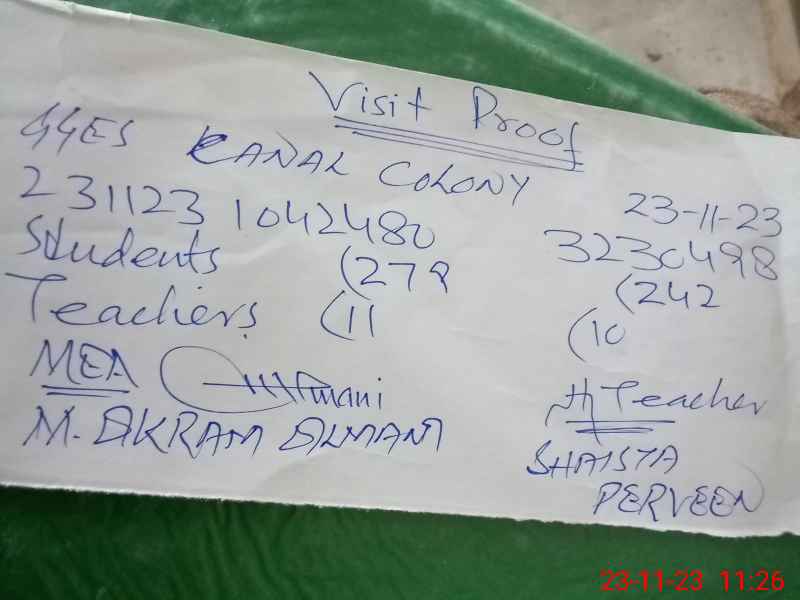 Visit Proof
GGES KANAL COLONY 23-11-23
231123 1042480 3230498
Students (279 (242
Teachers (11 (10
MEA
M. AKRAM ALMANI
H Teacher
SHAISTA
PERVEEN
23-11-23 11:26